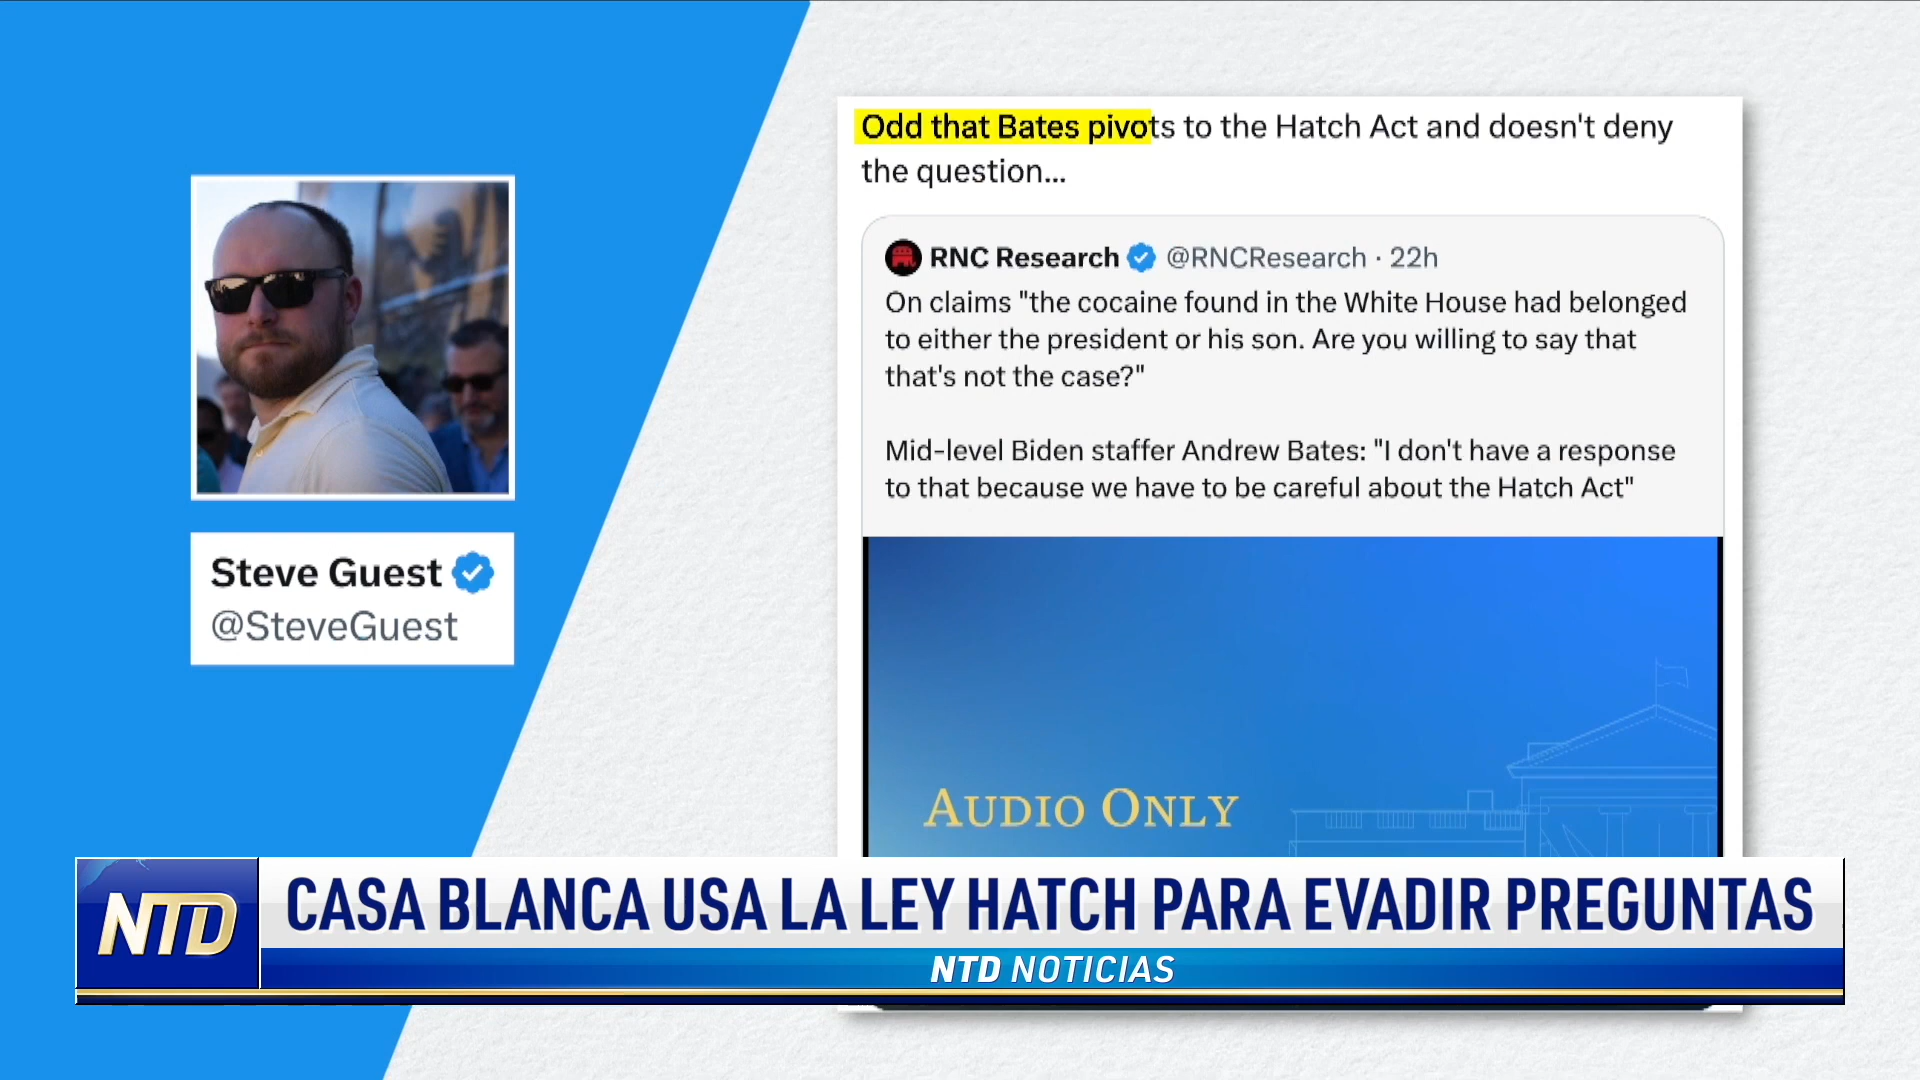 Odd that Bates pivots to the Hatch Act and doesn't deny
the question...
RNC Research @RNCResearch · 22h
On claims "the cocaine found in the White House had belonged
to either the president or his son. Are you willing to say that
that's not the case?"
Mid-level Biden staffer Andrew Bates: "I don't have a response
to that because we have to be careful about the Hatch Act"
Steve Guest
@SteveGuest
AUDIO ONLY
NTD
CASA BLANCA USA LA LEY HATCH PARA EVADIR PREGUNTAS
NTD NOTICIAS